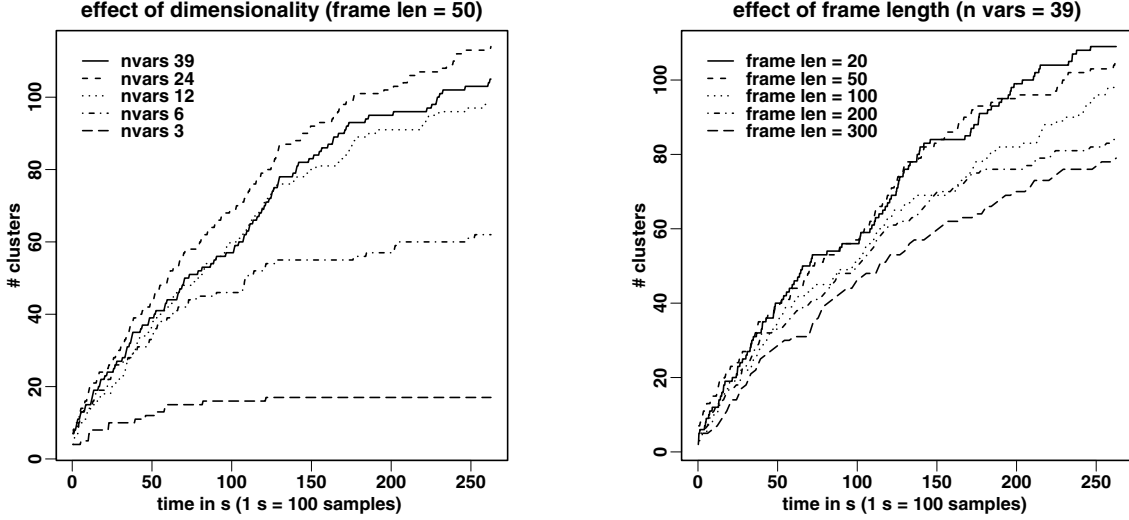 effect of dimensionality (frame len = 50)
nvars 39
nvars 24
nvars 12
nvars 6
nvars 3
# clusters
0
20
40
60
80
100
0 50 100 150 200 250
time in s (1 s = 100 samples)
effect of frame length (n vars = 39)
frame len = 20
frame len = 50
frame len = 100
frame len = 200
frame len = 300
# clusters
0
20
40
60
80
100
0 50 100 150 200 250
time in s (1 s = 100 samples)